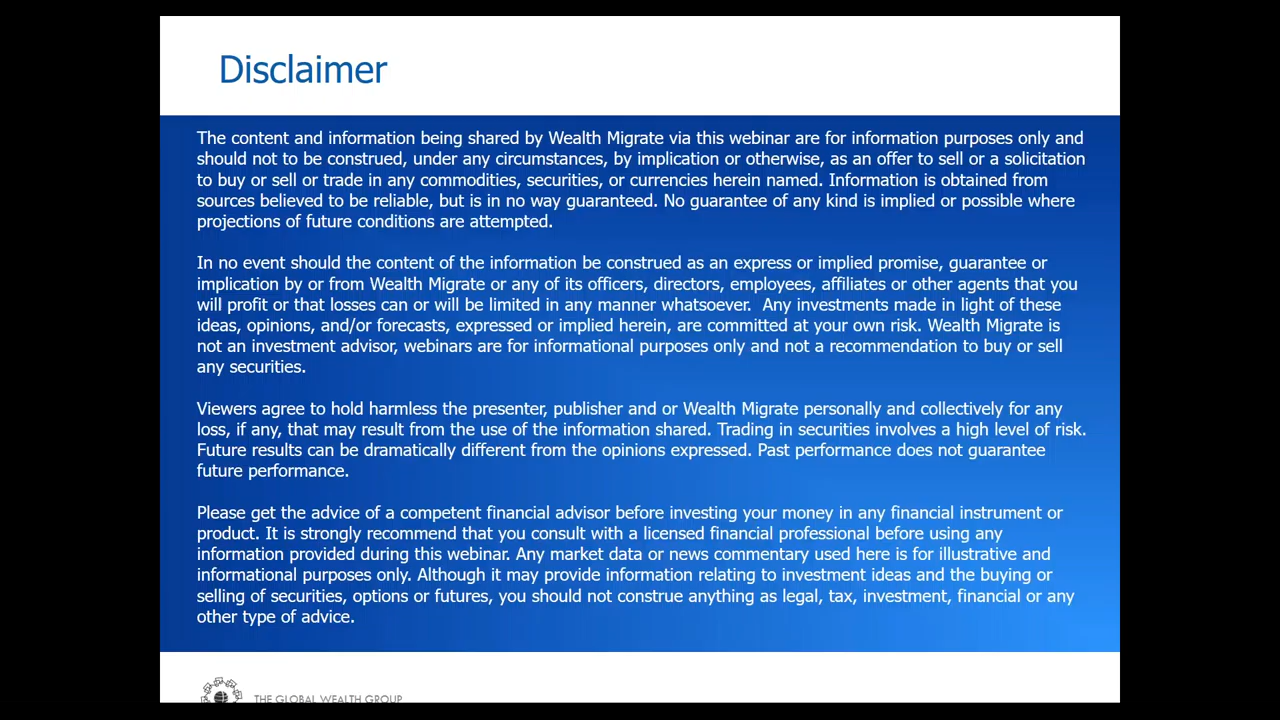 Disclaimer
The content and information being shared by Wealth Migrate via this webinar are for information purposes only and
should not to be construed, under any circumstances, by implication or otherwise, as an offer to sell or a solicitation
to buy or sell or trade in any commodities, securities, or currencies herein named. Information is obtained from
sources believed to be reliable, but is in no way guaranteed. No guarantee of any kind is implied or possible where
projections of future conditions are attempted.
In no event should the content of the information be construed as an express or implied promise, guarantee or
implication by or from Wealth Migrate or any of its officers, directors, employees, affiliates or other agents that you
will profit or that losses can or will be limited in any manner whatsoever.  Any investments made in light of these
ideas, opinions, and/or forecasts, expressed or implied herein, are committed at your own risk. Wealth Migrate is
not an investment advisor, webinars are for informational purposes only and not a recommendation to buy or sell
any securities.
Viewers agree to hold harmless the presenter, publisher and or Wealth Migrate personally and collectively for any
loss, if any, that may result from the use of the information shared. Trading in securities involves a high level of risk.
Future results can be dramatically different from the opinions expressed. Past performance does not guarantee
future performance.
Please get the advice of a competent financial advisor before investing your money in any financial instrument or
product. It is strongly recommend that you consult with a licensed financial professional before using any
information provided during this webinar. Any market data or news commentary used here is for illustrative and
informational purposes only. Although it may provide information relating to investment ideas and the buying or
selling of securities, options or futures, you should not construe anything as legal, tax, investment, financial or any
other type of advice.
THE GLOBAL WEALTH GROUP